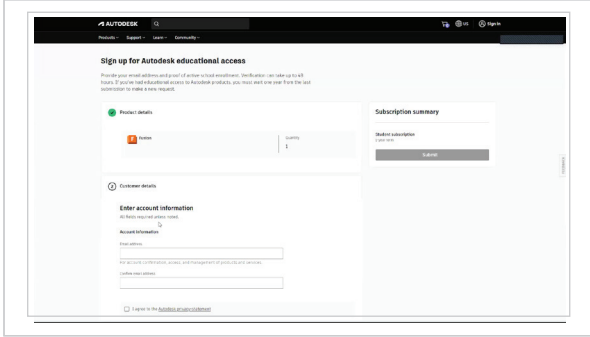 AUTODESK
US
Sign in
Products
Support
Learn
Community
Sign up for Autodesk educational access
Provide your email address and proof of active school enrollment. Verification can take up to 48
hours. If you've had educational access to Autodesk products, you must wait one year from the last
submission to make a new request.
Product details
Fusion
Quantity
1
Subscription summary
Student subscription
1 year term
Submit
2 Customer details
Enter account information
All fields required unless noted.
Account information
Email address
For account confirmation, access, and management of products and services.
Confirm email address
I agree to the Autodesk privacy statement